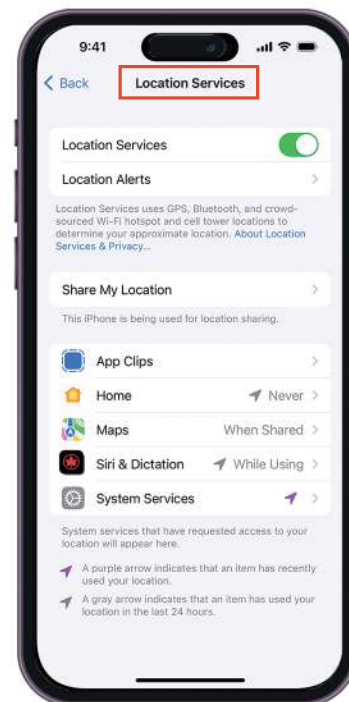 9:41
Back
Location Services
Location Services
Location Alerts
Location Services uses GPS, Bluetooth, and crowd-
sourced Wi-Fi hotspot and cell tower locations to
determine your approximate location. About Location
Services & Privacy...
Share My Location
This iPhone is being used for location sharing.
App Clips
Home Never
Maps When Shared
Siri & Dictation While Using
System Services
System services that have requested access to your
location will appear here.
A purple arrow indicates that an item has recently
used your location.
A gray arrow indicates that an item has used your
location in the last 24 hours.